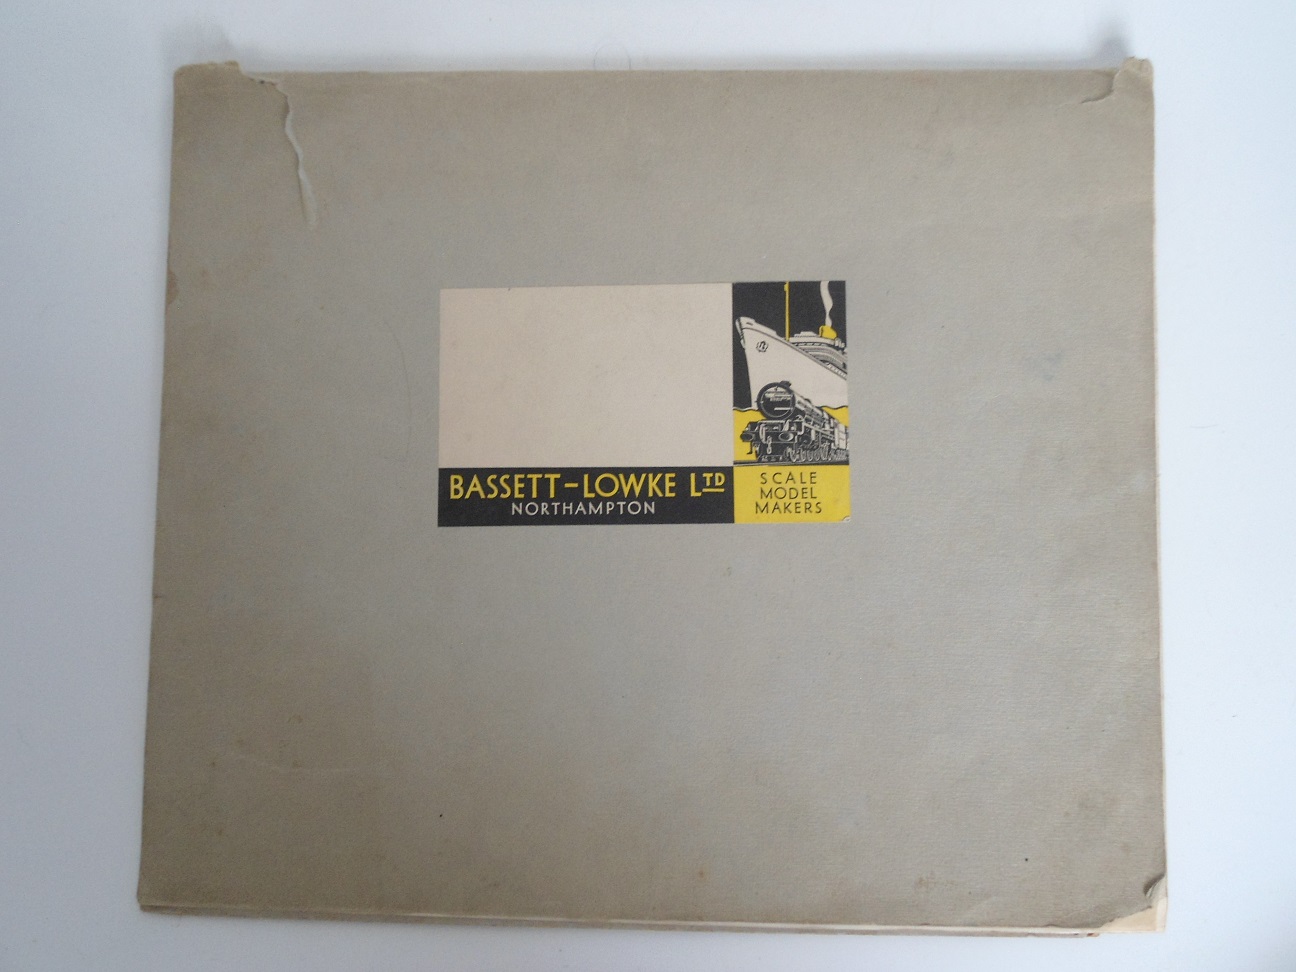 BASSETT-LOWKE LTD
NORTHAMPTON
SCALE
MODEL
MAKERS